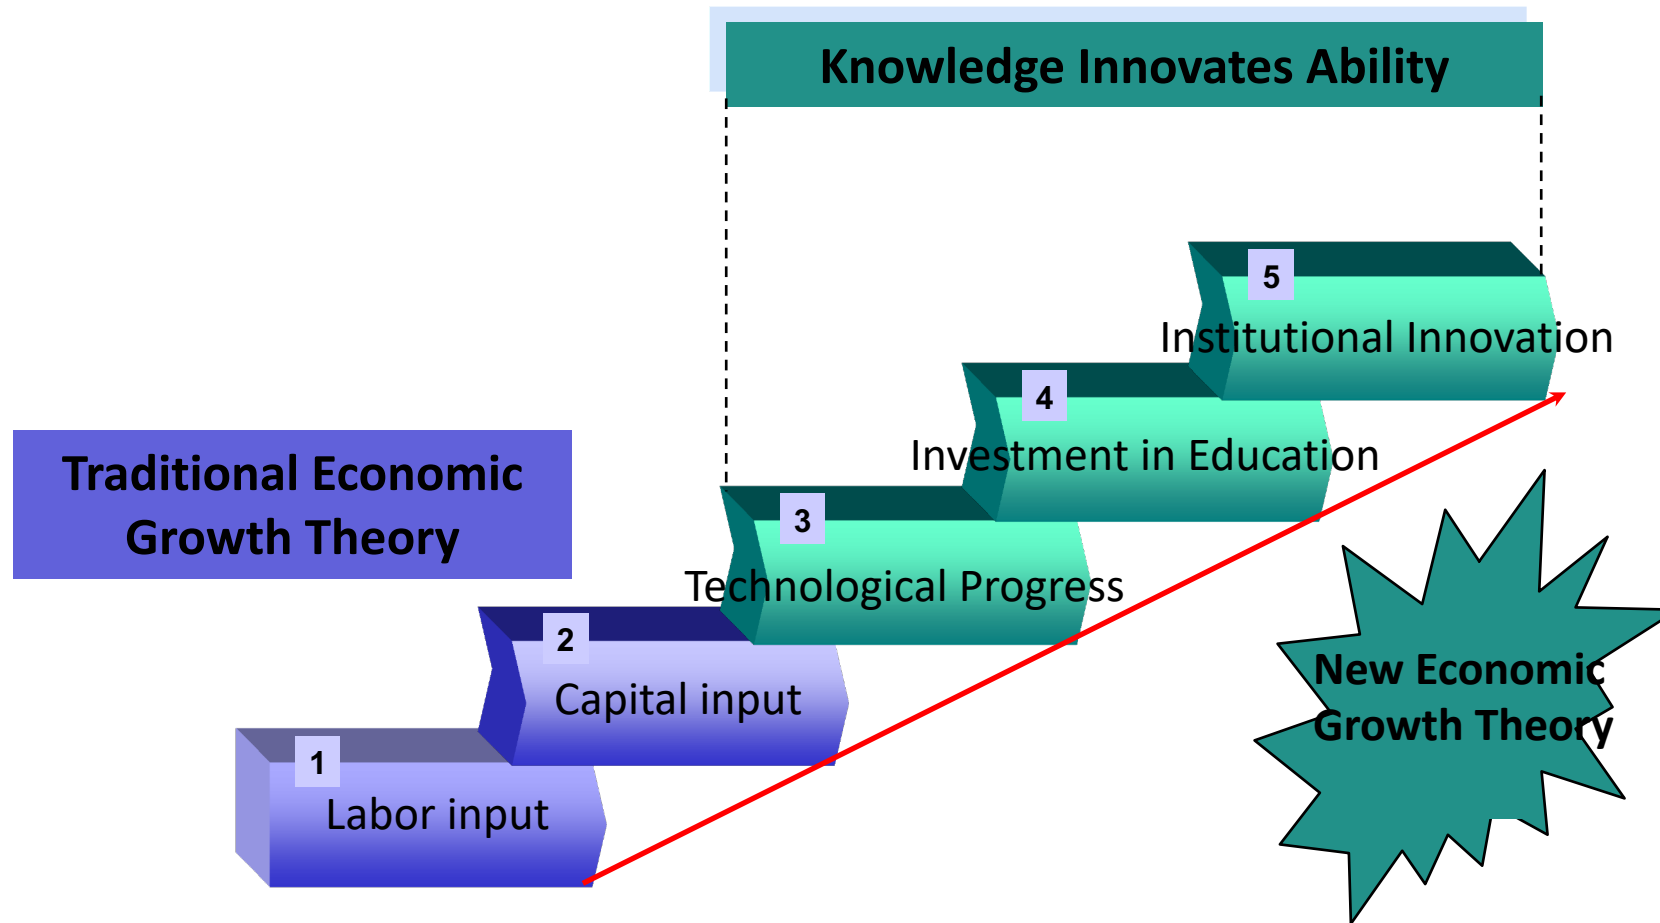 Knowledge Innovates Ability
5
Institutional Innovation
4
Investment in Education
Traditional Economic
Growth Theory
3
Technological Progress
2
Capital input
New Economic
Growth Theory
1
Labor input